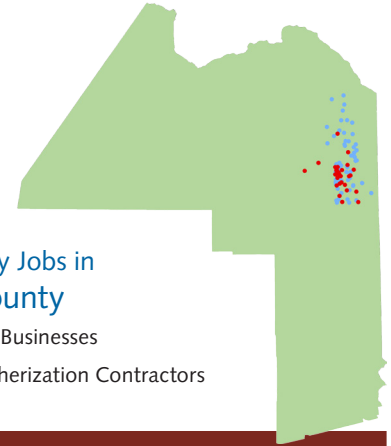 y Jobs in
ounty
Businesses
herization Contractors